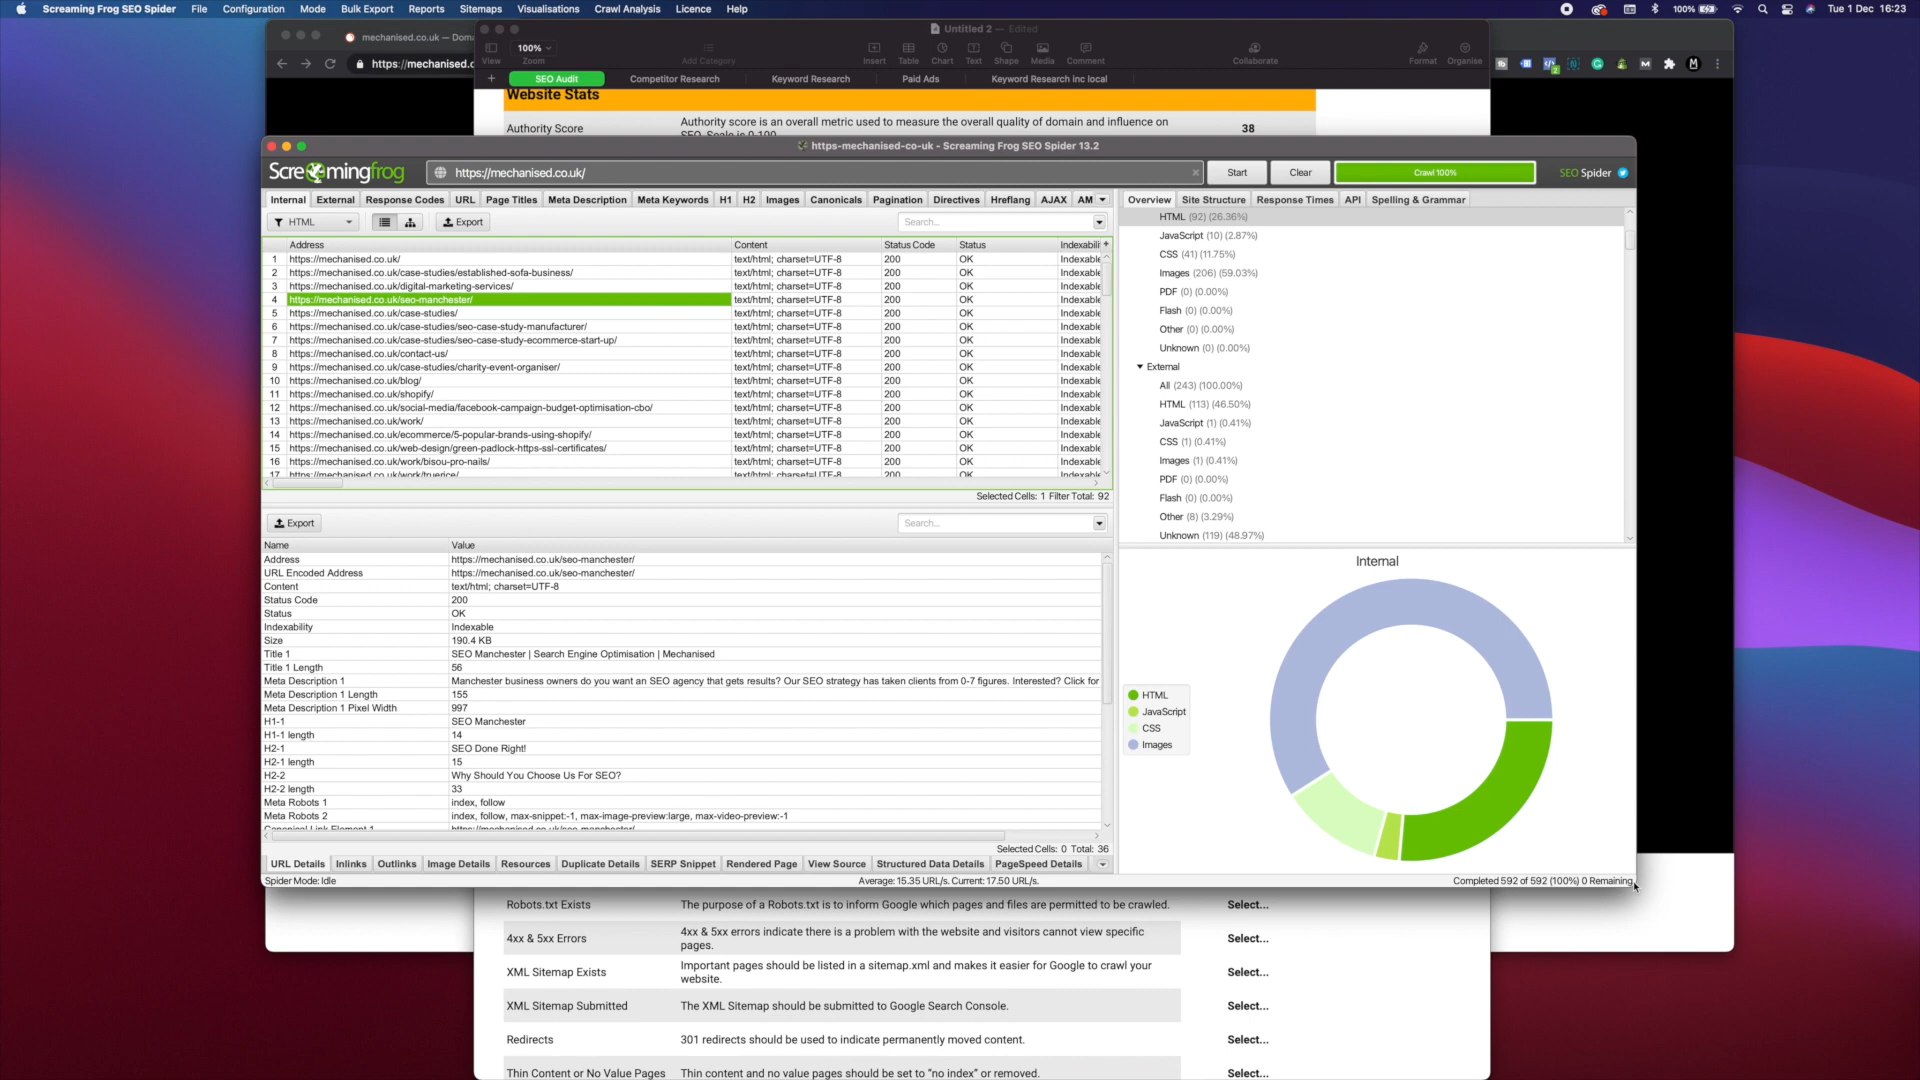 Screaming Frog SEO Spider File Configuration Mode Bulk Export Reports Sitemaps Visualisations Crawl Analysis Licence Help
100% Tue 1 Dec 16:23
mechanised.co.uk — Dom
Untitled 2 — Edited
https://mechanised.c
100%
View Zoom Add Category Insert Table Chart Text Shape Media Comment Collaborate Format Organise
SEO Audit Competitor Research Keyword Research Paid Ads Keyword Research inc local
Website Stats
Authority Score
Authority score is an overall metric used to measure the overall quality of domain and influence on
SEO. Scale is 0-100
38
https-mechanised-co-uk - Screaming Frog SEO Spider 13.2
Screamingfrog https://mechanised.co.uk/ Start Clear Crawl 100% SEO Spider
Internal External Response Codes URL Page Titles Meta Description Meta Keywords H1 H2 Images Canonicals Pagination Directives Hreflang AJAX AM
HTML Export Search...
Address Content Status Code Status Indexabili
1 https://mechanised.co.uk/ text/html; charset=UTF-8 200 OK Indexable
2 https://mechanised.co.uk/case-studies/established-sofa-business/ text/html; charset=UTF-8 200 OK Indexable
3 https://mechanised.co.uk/digital-marketing-services/ text/html; charset=UTF-8 200 OK Indexable
4 https://mechanised.co.uk/seo-manchester/ text/html; charset=UTF-8 200 OK Indexable
5 https://mechanised.co.uk/case-studies/ text/html; charset=UTF-8 200 OK Indexable
6 https://mechanised.co.uk/case-studies/seo-case-study-manufacturer/ text/html; charset=UTF-8 200 OK Indexable
7 https://mechanised.co.uk/case-studies/seo-case-study-ecommerce-start-up/ text/html; charset=UTF-8 200 OK Indexable
8 https://mechanised.co.uk/contact-us/ text/html; charset=UTF-8 200 OK Indexable
9 https://mechanised.co.uk/case-studies/charity-event-organiser/ text/html; charset=UTF-8 200 OK Indexable
10 https://mechanised.co.uk/blog/ text/html; charset=UTF-8 200 OK Indexable
11 https://mechanised.co.uk/shopify/ text/html; charset=UTF-8 200 OK Indexable
12 https://mechanised.co.uk/social-media/facebook-campaign-budget-optimisation-cbo/ text/html; charset=UTF-8 200 OK Indexable
13 https://mechanised.co.uk/work/ text/html; charset=UTF-8 200 OK Indexable
14 https://mechanised.co.uk/ecommerce/5-popular-brands-using-shopify/ text/html; charset=UTF-8 200 OK Indexable
15 https://mechanised.co.uk/web-design/green-padlock-https-ssl-certificates/ text/html; charset=UTF-8 200 OK Indexable
16 https://mechanised.co.uk/work/bisou-pro-nails/ text/html; charset=UTF-8 200 OK Indexable
17 https://mechanised.co.uk/work/truerice/ text/html; charset=UTF-8 200 OK Indexable
Selected Cells: 1 Filter Total: 92
Export Search...
Name Value
Address https://mechanised.co.uk/seo-manchester/
URL Encoded Address https://mechanised.co.uk/seo-manchester/
Content text/html; charset=UTF-8
Status Code 200
Status OK
Indexability Indexable
Size 190.4 KB
Title 1 SEO Manchester | Search Engine Optimisation | Mechanised
Title 1 Length 56
Meta Description 1 Manchester business owners do you want an SEO agency that gets results? Our SEO strategy has taken clients from 0-7 figures. Interested? Click for
Meta Description 1 Length 155
Meta Description 1 Pixel Width 997
H1-1 SEO Manchester
H1-1 length 14
H2-1 SEO Done Right!
H2-1 length 15
H2-2 Why Should You Choose Us For SEO?
H2-2 length 33
Meta Robots 1 index, follow
Meta Robots 2 index, follow, max-snippet:-1, max-image-preview:large, max-video-preview:-1
Canonical Link Element 1 https://mechanised.co.uk/seo-manchester/
Selected Cells: 0 Total: 36
URL Details Inlinks Outlinks Image Details Resources Duplicate Details SERP Snippet Rendered Page View Source Structured Data Details PageSpeed Details
Overview Site Structure Response Times API Spelling & Grammar
HTML (92) (26.36%)
JavaScript (10) (2.87%)
CSS (41) (11.75%)
Images (206) (59.03%)
PDF (0) (0.00%)
Flash (0) (0.00%)
Other (0) (0.00%)
Unknown (0) (0.00%)
External
All (243) (100.00%)
HTML (113) (46.50%)
JavaScript (1) (0.41%)
CSS (1) (0.41%)
Images (1) (0.41%)
PDF (0) (0.00%)
Flash (0) (0.00%)
Other (8) (3.29%)
Unknown (119) (48.97%)
Internal
HTML
JavaScript
CSS
Images
Spider Mode: Idle Average: 15.35 URL/s. Current: 17.50 URL/s. Completed 592 of 592 (100%) 0 Remaining
Robots.txt Exists The purpose of a Robots.txt is to inform Google which pages and files are permitted to be crawled. Select...
4xx & 5xx Errors
4xx & 5xx errors indicate there is a problem with the website and visitors cannot view specific
pages.
Select...
XML Sitemap Exists
Important pages should be listed in a sitemap.xml and makes it easier for Google to crawl your
website.
Select...
XML Sitemap Submitted The XML Sitemap should be submitted to Google Search Console. Select...
Redirects 301 redirects should be used to indicate permanently moved content. Select...
Thin Content or No Value Pages Thin content and no value pages should be set to "no index" or removed. Select...